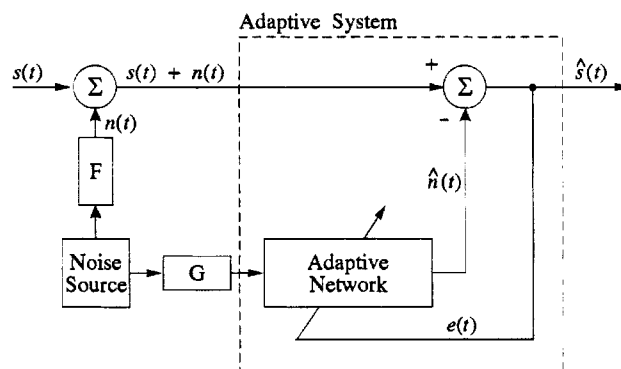 Adaptive System
s(t)
Σ
s(t) + n(t)
+
Σ
ŝ(t)
−
n(t)
F
n̂(t)
Noise
Source
G
Adaptive
Network
e(t)